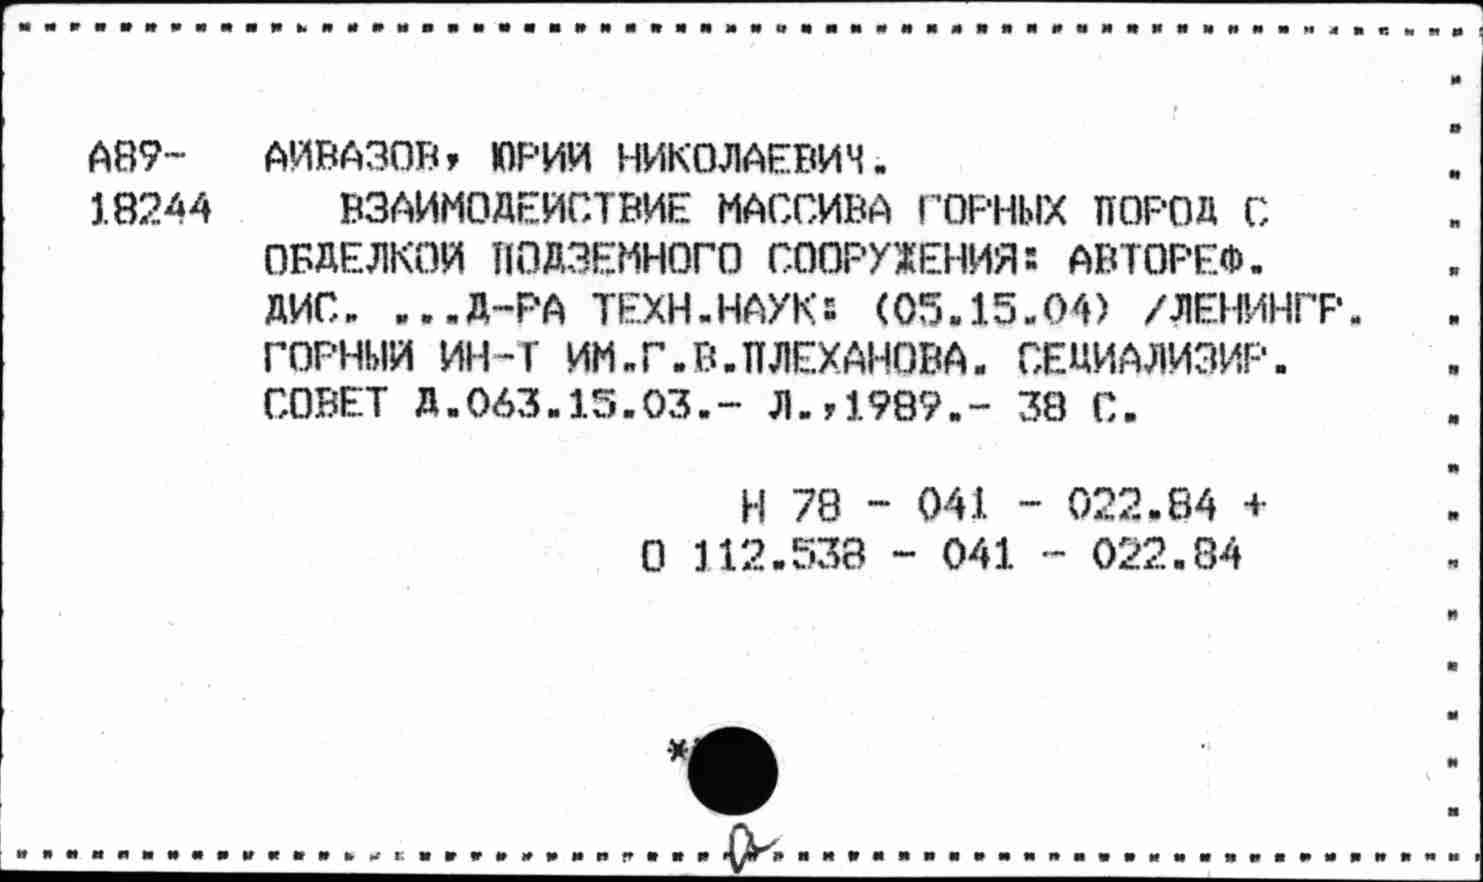 А89- АЙВАЗОВ, ЮРИЙ НИКОЛАЕВИЧ.
18244 ВЗАИМОДЕЙСТВИЕ МАССИВА ГОРНЫХ ПОРОД С
ОБДЕЛКОЙ ПОДЗЕМНОГО СООРУЖЕНИЯ: АВТОРЕФ.
ДИС. ...Д-РА ТЕХН.НАУК: (05.15.04) /ЛЕНИНГР.
ГОРНЫЙ ИН-Т ИМ.Г.В.ПЛЕХАНОВА. СЕЦИАЛИЗИР.
СОВЕТ Д.063.15.03.- Л.,1989.- 38 С.
Н 78 - 041 - 022.84 +
О 112.538 - 041 - 022.84
*